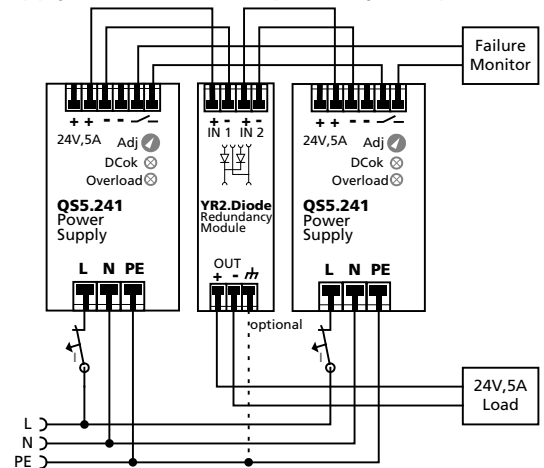 Failure
Monitor
+ + - -
24V,5A
Adj
DCok
Overload
QS5.241
Power
Supply
L N PE
+ - + -
IN 1 IN 2
YR2.Diode
Redundancy
Module
OUT
+ -
optional
+ + - -
24V,5A
Adj
DCok
Overload
QS5.241
Power
Supply
L N PE
I
I
24V,5A
Load
L
N
PE